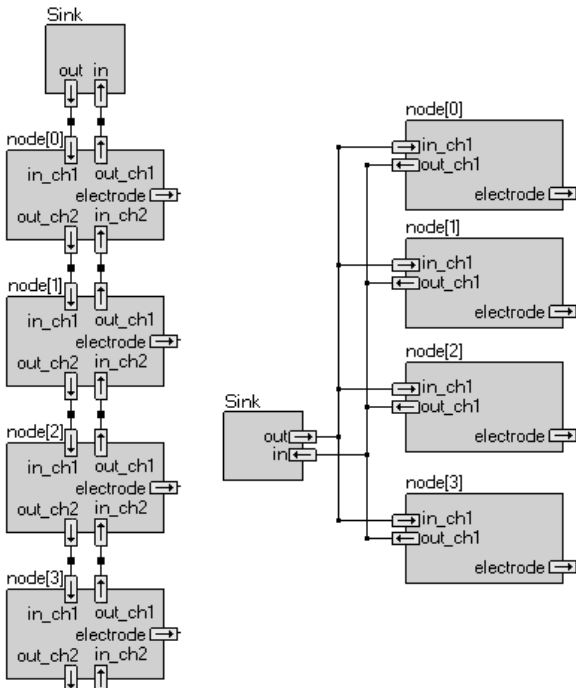 Sink
out in
node[0]
in_ch1 out_ch1
electrode
out_ch2 in_ch2
node[1]
in_ch1 out_ch1
electrode
out_ch2 in_ch2
node[2]
in_ch1 out_ch1
electrode
out_ch2 in_ch2
node[3]
in_ch1 out_ch1
electrode
out_ch2 in_ch2
Sink
out
in
node[0]
in_ch1
out_ch1
electrode
node[1]
in_ch1
out_ch1
electrode
node[2]
in_ch1
out_ch1
electrode
node[3]
in_ch1
out_ch1
electrode